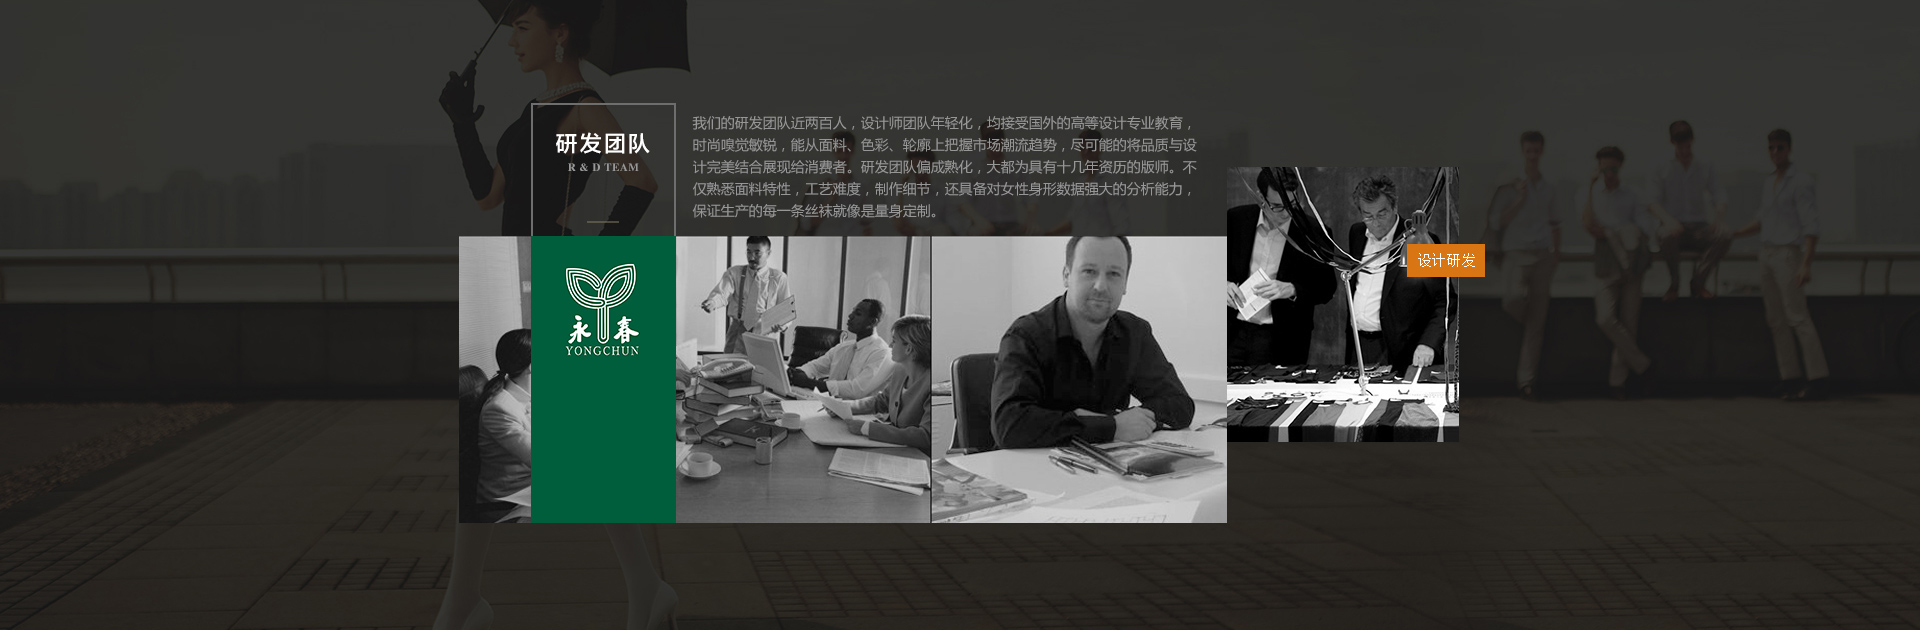 研发团队
R & D TEAM
我们的研发团队近两百人，设计师团队年轻化，均接受国外的高等设计专业教育，
时尚嗅觉敏锐，能从面料、色彩、轮廓上把握市场潮流趋势，尽可能的将品质与设
计完美结合展现给消费者。研发团队偏成熟化，大都为具有十几年资历的版师。不
仅熟悉面料特性，工艺难度，制作细节，还具备对女性身形数据强大的分析能力，
保证生产的每一条丝袜就像是量身定制。
设计研发
永春
YONGCHUN